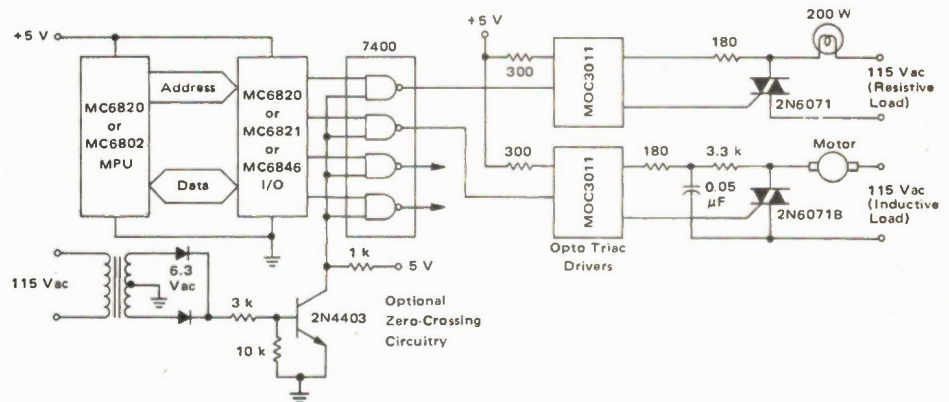 +5 V
MC6820
or
MC6802
MPU
Address
Data
MC6820
or
MC6821
or
MC6846
I/O
7400
+5 V
300
MOC3011
180
200 W
2N6071
115 Vac
(Resistive
Load)
300
MOC3011
180
3.3 k
0.05
µF
Motor
2N6071B
115 Vac
(Inductive
Load)
Opto Triac
Drivers
115 Vac
6.3
Vac
3 k
10 k
2N4403
1 k
5 V
Optional
Zero-Crossing
Circuitry